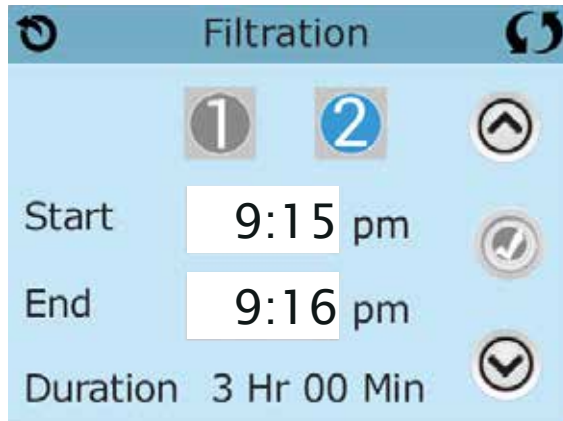 Filtration
1 2
Start 9:15 pm
End 9:16 pm
Duration 3 Hr 00 Min